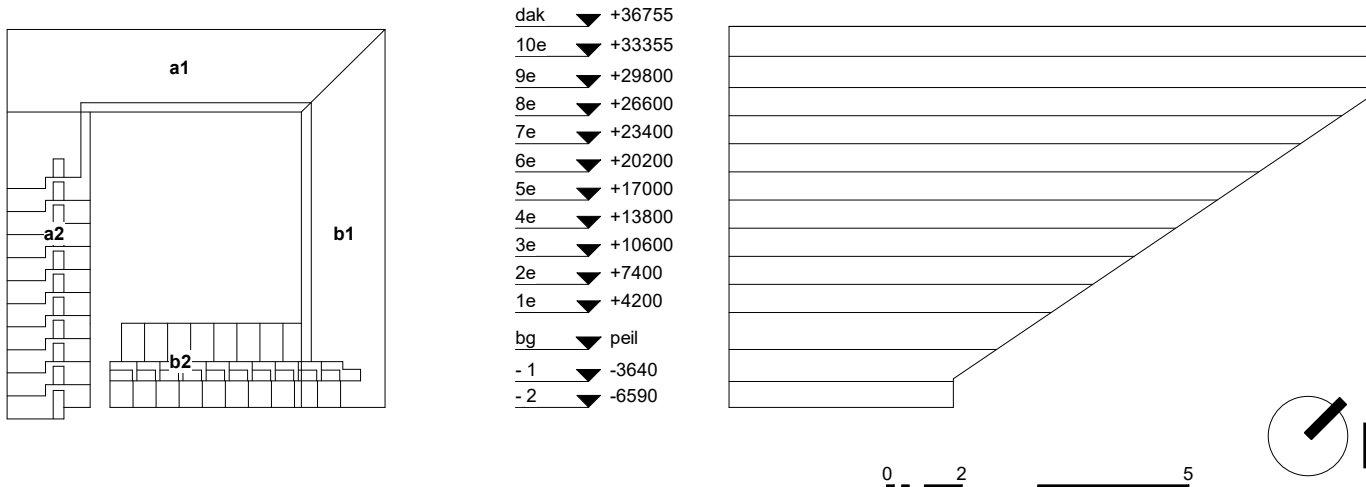 a1
a2
b1
b2
dak +36755
10e +33355
9e +29800
8e +26600
7e +23400
6e +20200
5e +17000
4e +13800
3e +10600
2e +7400
1e +4200
bg peil
- 1 -3640
- 2 -6590
0 2 5